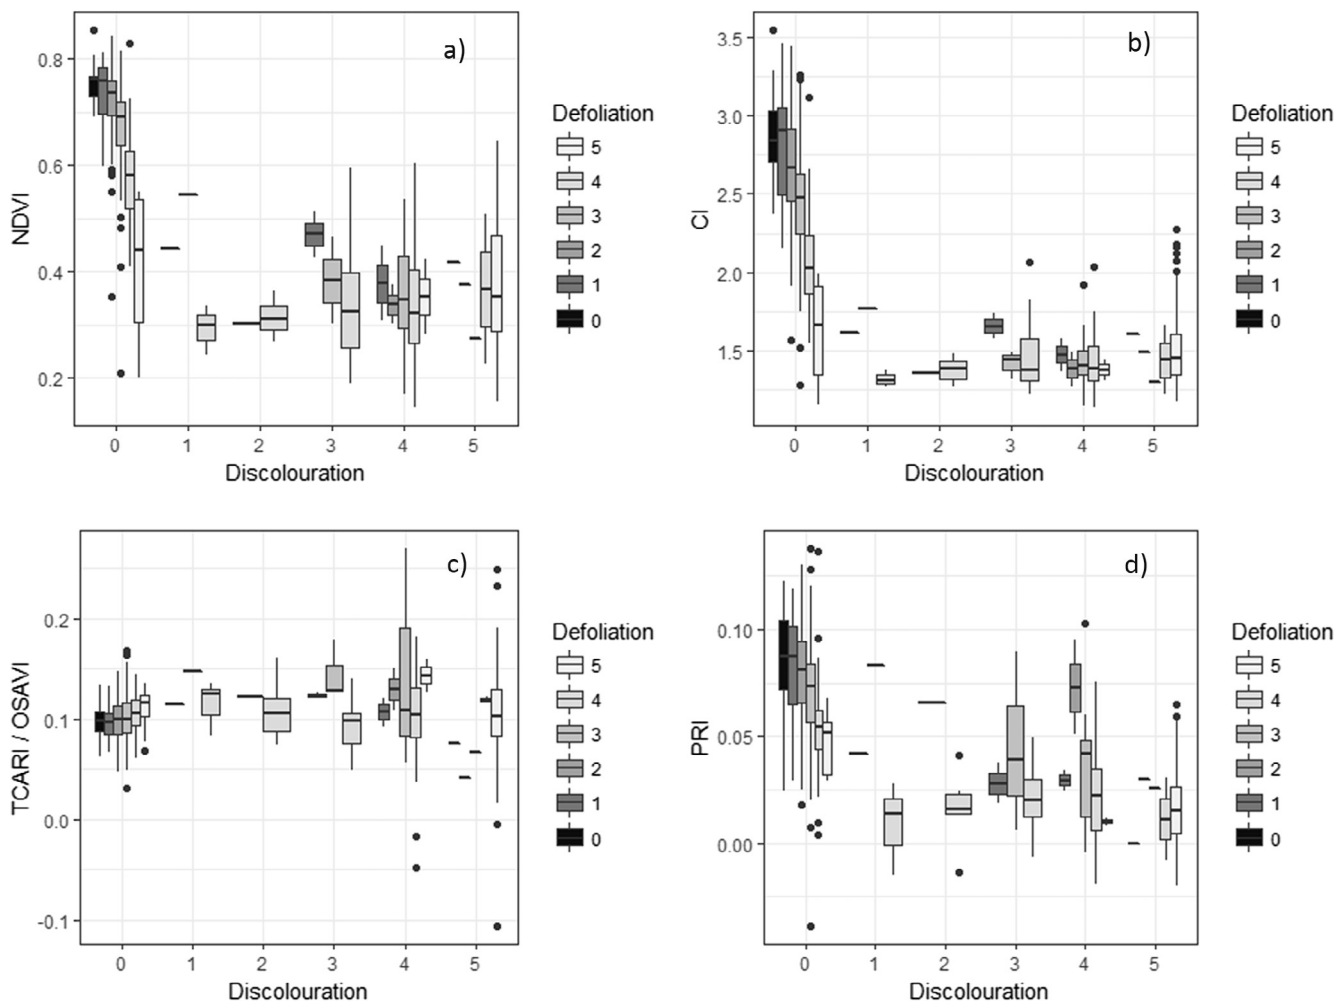 a)
0.8
0.6
0.4
0.2
NDVI
0 1 2 3 4 5
Discolouration
Defoliation
5
4
3
2
1
0
b)
3.5
3.0
2.5
2.0
1.5
CI
0 1 2 3 4 5
Discolouration
Defoliation
5
4
3
2
1
0
c)
0.2
0.1
0.0
-0.1
TCARI / OSAVI
0 1 2 3 4 5
Discolouration
Defoliation
5
4
3
2
1
0
d)
0.10
0.05
0.00
PRI
0 1 2 3 4 5
Discolouration
Defoliation
5
4
3
2
1
0